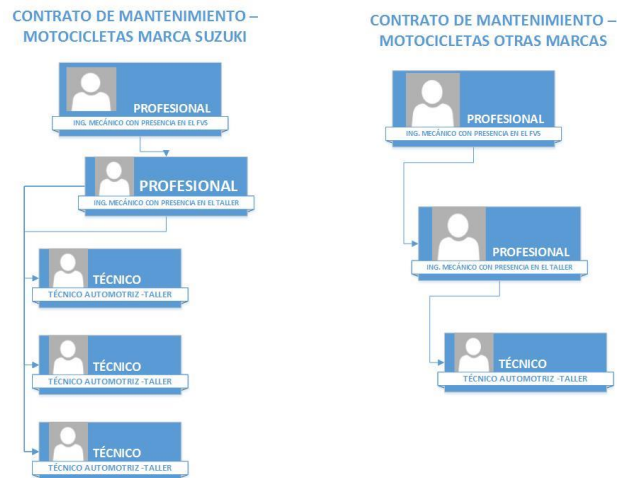 CONTRATO DE MANTENIMIENTO –
MOTOCICLETAS MARCA SUZUKI
PROFESIONAL
ING. MECÁNICO CON PRESENCIA EN EL FVS
PROFESIONAL
ING. MECÁNICO CON PRESENCIA EN EL TALLER
TÉCNICO
TÉCNICO AUTOMOTRIZ -TALLER
TÉCNICO
TÉCNICO AUTOMOTRIZ -TALLER
TÉCNICO
TÉCNICO AUTOMOTRIZ -TALLER
CONTRATO DE MANTENIMIENTO –
MOTOCICLETAS OTRAS MARCAS
PROFESIONAL
ING. MECÁNICO CON PRESENCIA EN EL FVS
PROFESIONAL
ING. MECÁNICO CON PRESENCIA EN EL TALLER
TÉCNICO
TÉCNICO AUTOMOTRIZ -TALLER